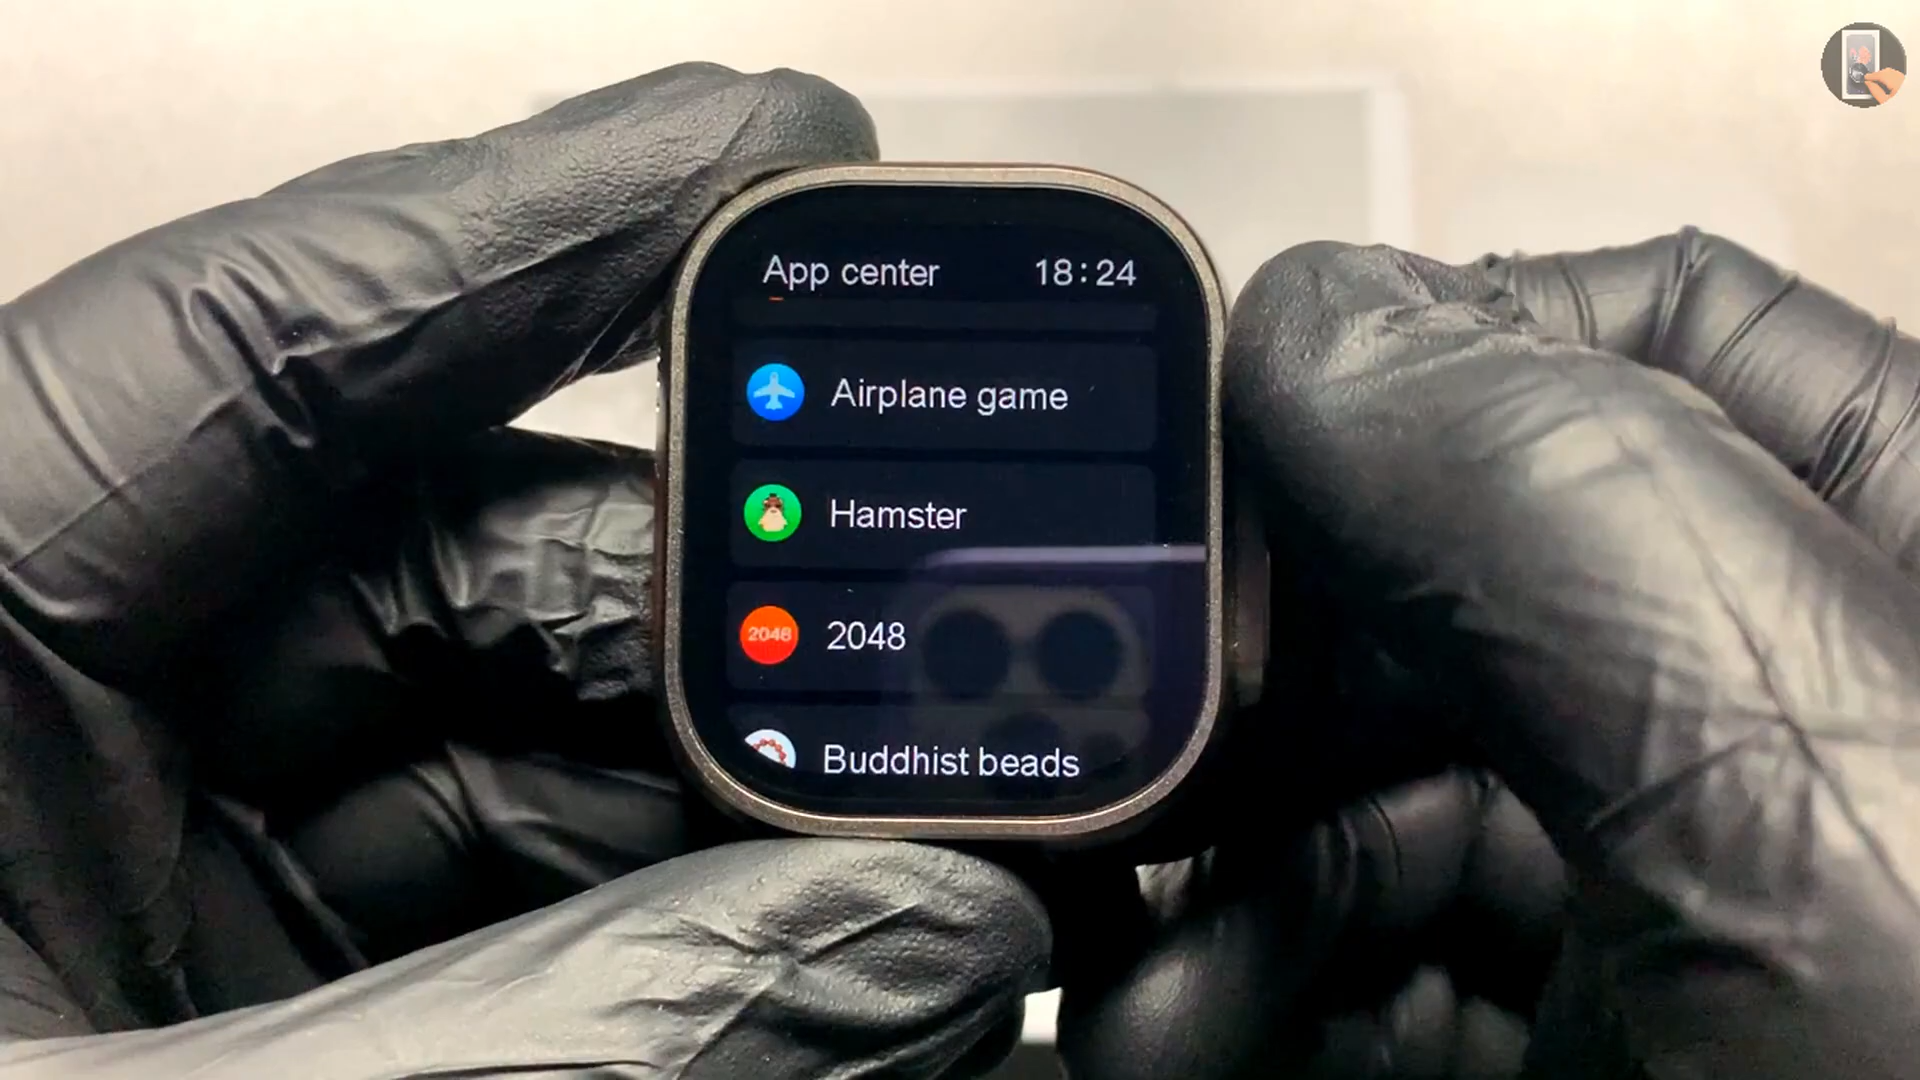 App center 18:24
Airplane game
Hamster
2048 2048
Buddhist beads